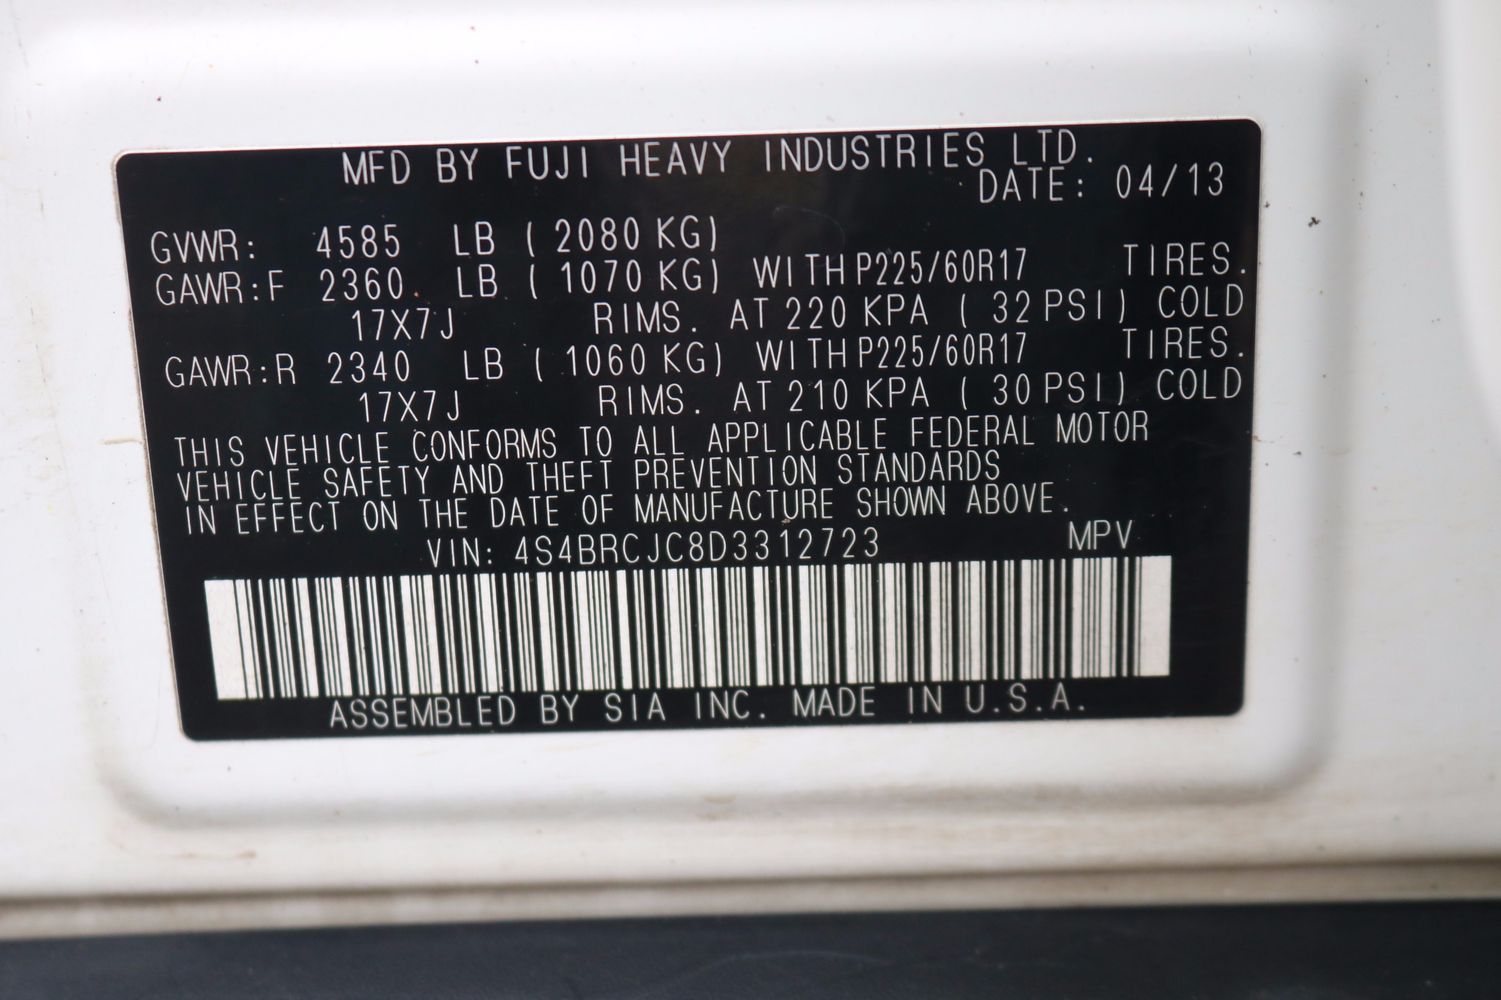 MFD BY FUJI HEAVY INDUSTRIES LTD.
DATE: 04/13
GVWR: 4585 LB ( 2080 KG)
GAWR:F 2360 LB ( 1070 KG) WITH P225/60R17 TIRES.
17X7J RIMS. AT 220 KPA ( 32 PSI) COLD
GAWR:R 2340 LB ( 1060 KG) WITH P225/60R17 TIRES.
17X7J RIMS. AT 210 KPA ( 30 PSI) COLD
THIS VEHICLE CONFORMS TO ALL APPLICABLE FEDERAL MOTOR
VEHICLE SAFETY AND THEFT PREVENTION STANDARDS
IN EFFECT ON THE DATE OF MANUFACTURE SHOWN ABOVE.
VIN: 4S4BRCJC8D3312723 MPV
ASSEMBLED BY SIA INC. MADE IN U.S.A.